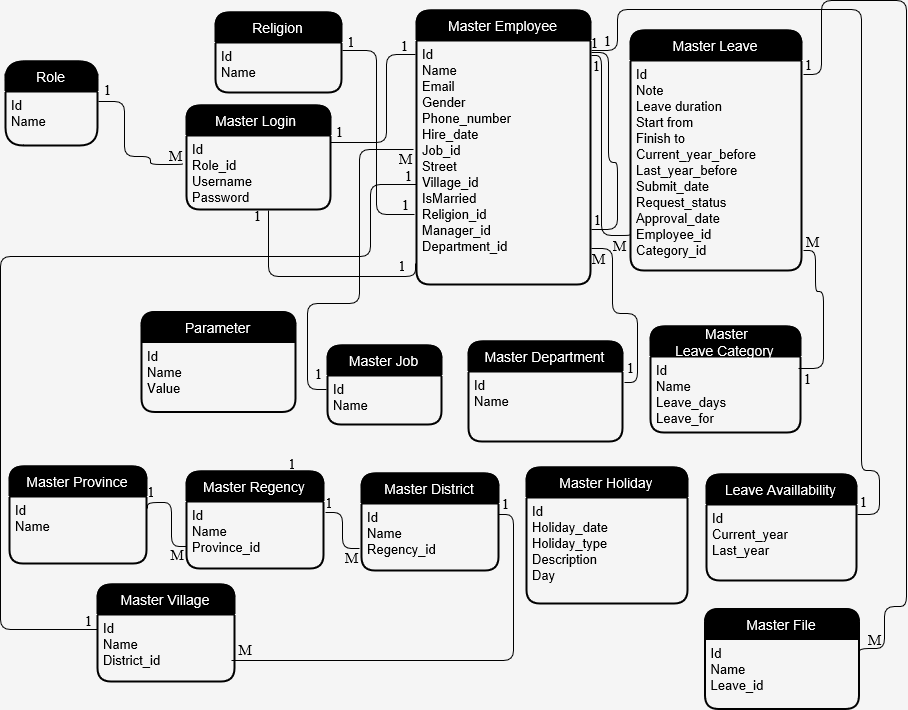 Religion
Id
Name
1
Role
Id
Name
1
Master Login
Id
Role_id
Username
Password
M
1
1
Master Employee
Id
Name
Email
Gender
Phone_number
Hire_date
Job_id
Street
Village_id
IsMarried
Religion_id
Manager_id
Department_id
1
M
1
1
1
1
1
1
1
M
M
Master Leave
Id
Note
Leave duration
Start from
Finish to
Current_year_before
Last_year_before
Submit_date
Request_status
Approval_date
Employee_id
Category_id
1
M
Parameter
Id
Name
Value
Master Job
Id
Name
1
Master Department
Id
Name
1
Master
Leave Category
Id
Name
Leave_days
Leave_for
1
Master Province
Id
Name
1
1
Master Regency
Id
Name
Province_id
M
1
Master District
Id
Name
Regency_id
M
1
Master Holiday
Id
Holiday_date
Holiday_type
Description
Day
Leave Availlability
Id
Current_year
Last_year
1
Master Village
Id
Name
District_id
1
M
Master File
Id
Name
Leave_id
M